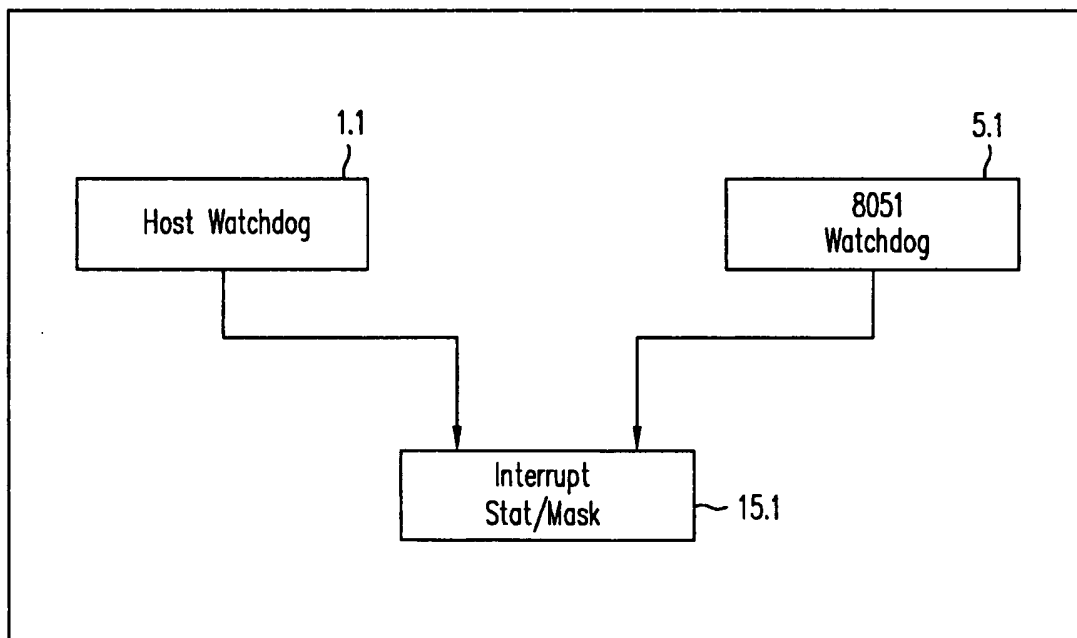 1.1
5.1
Host Watchdog
8051
Watchdog
Interrupt
Stat/Mask
15.1